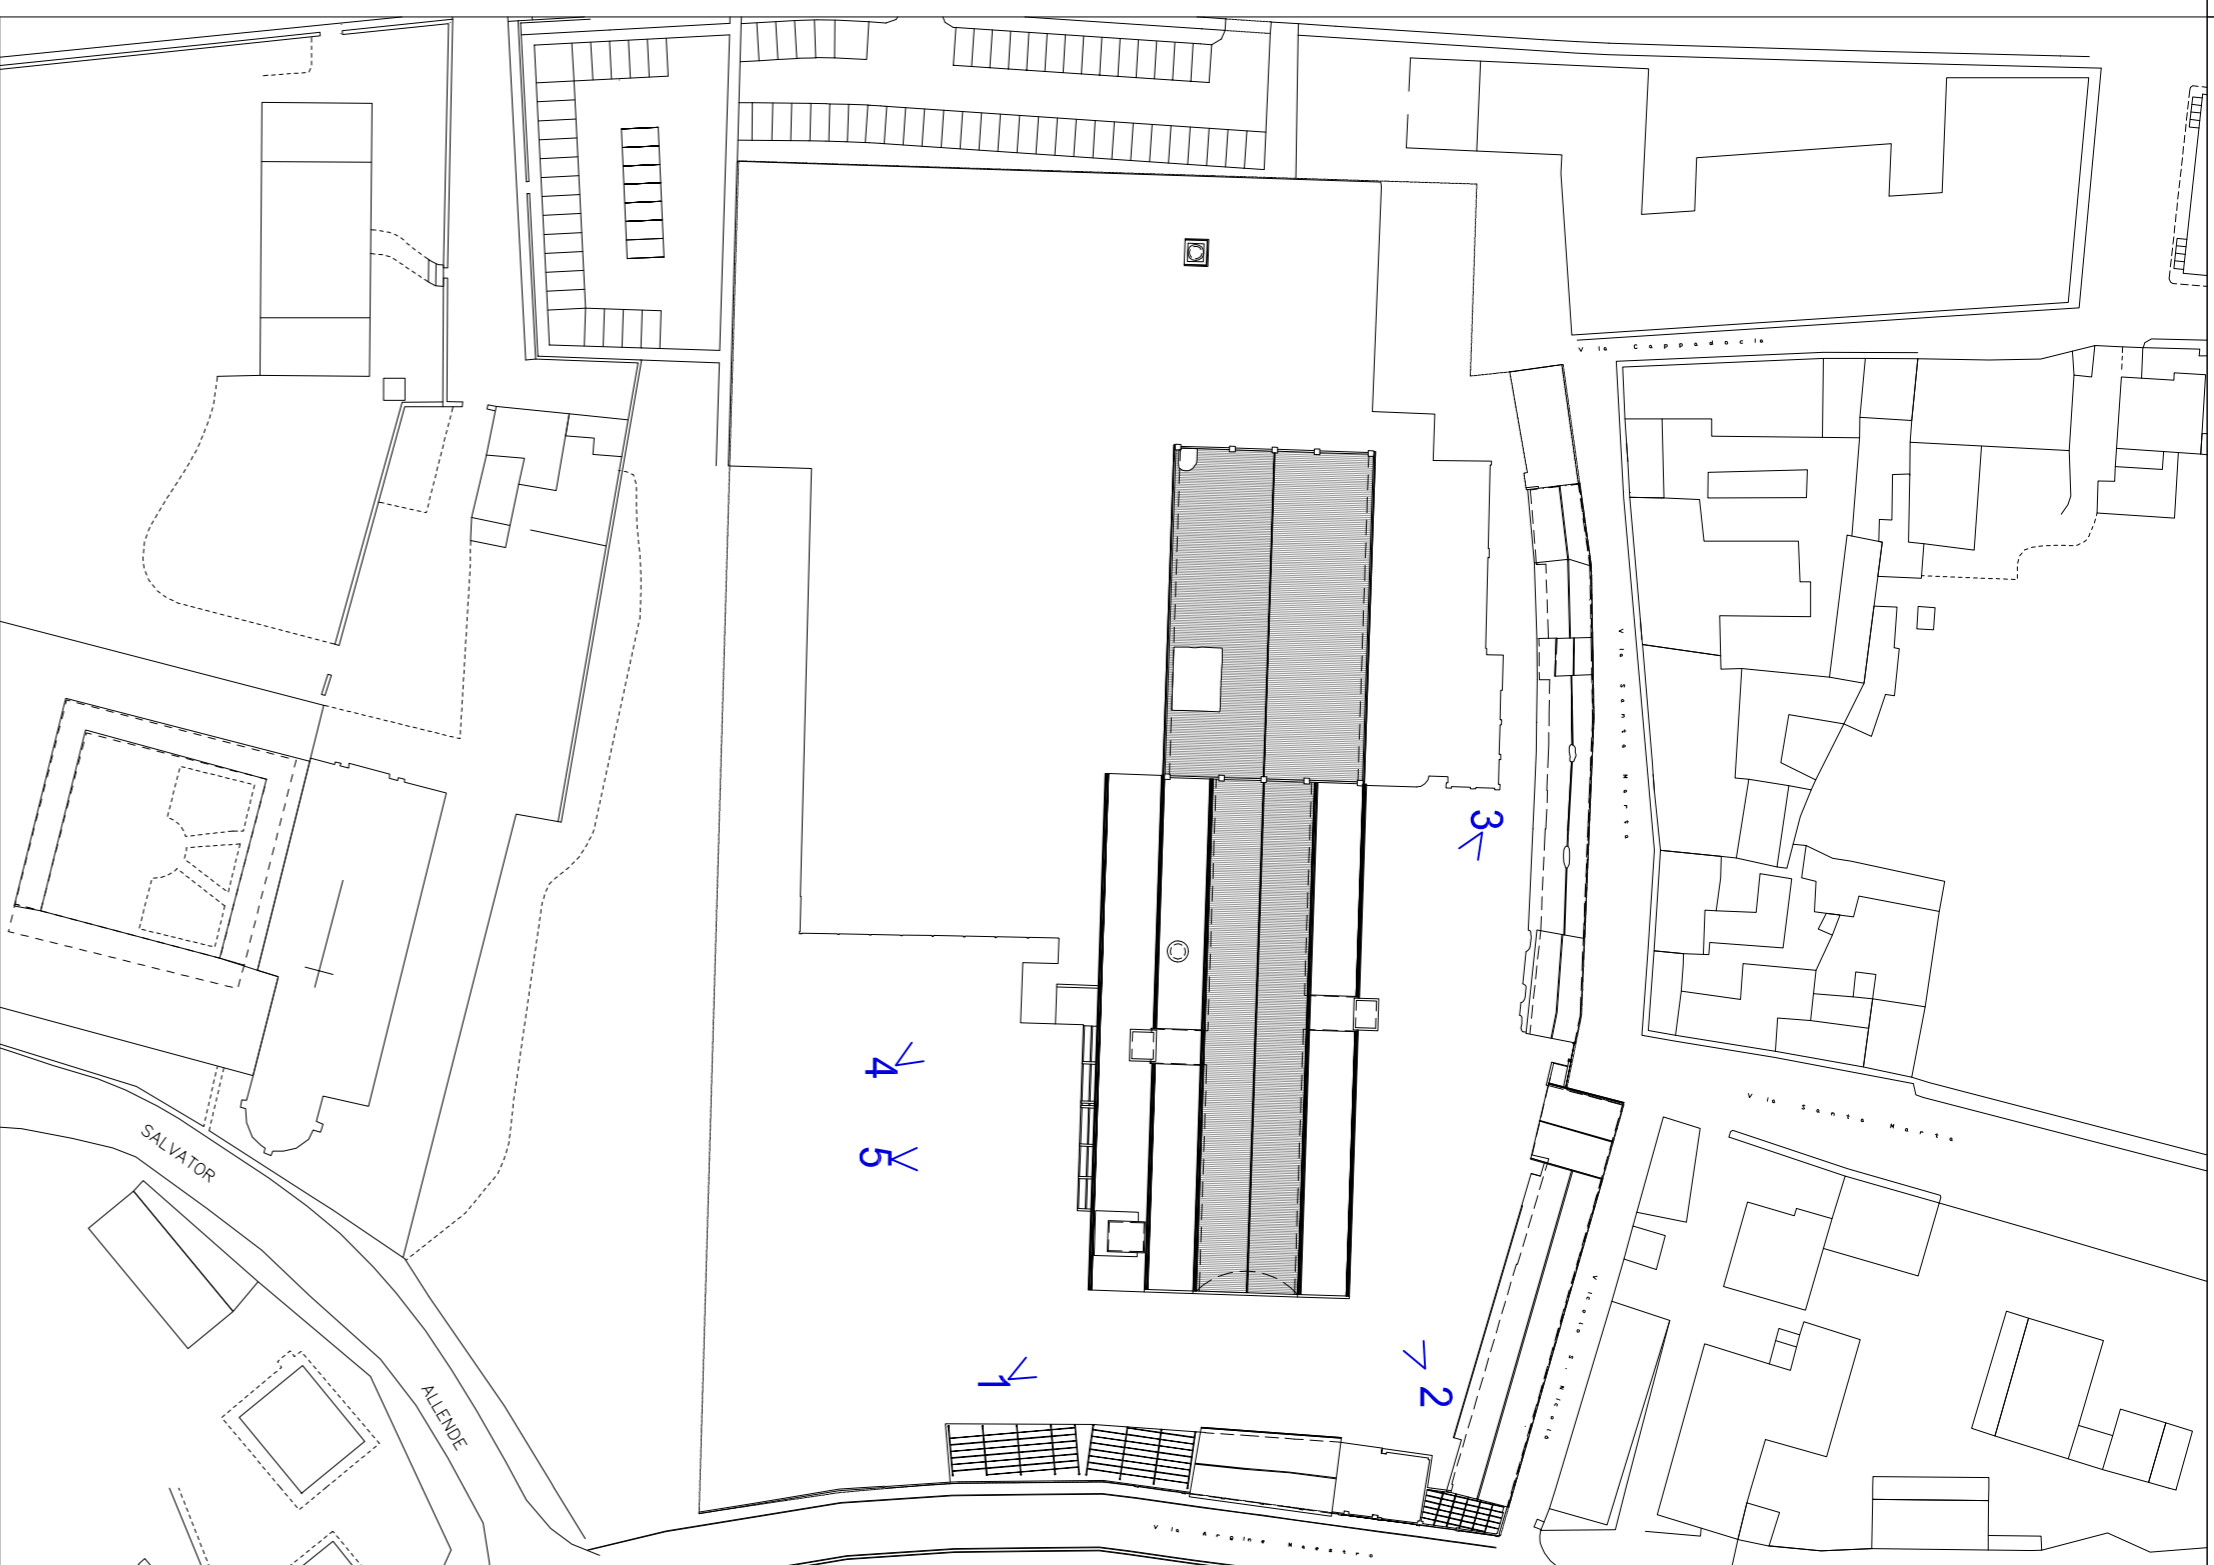 Via Cappadocia
Via Santa Marta
3
4
5
Via Santa Marta
SALVATOR
ALLENDE
1
2
Vicolo S. Nicolò
Via Argine Maestro